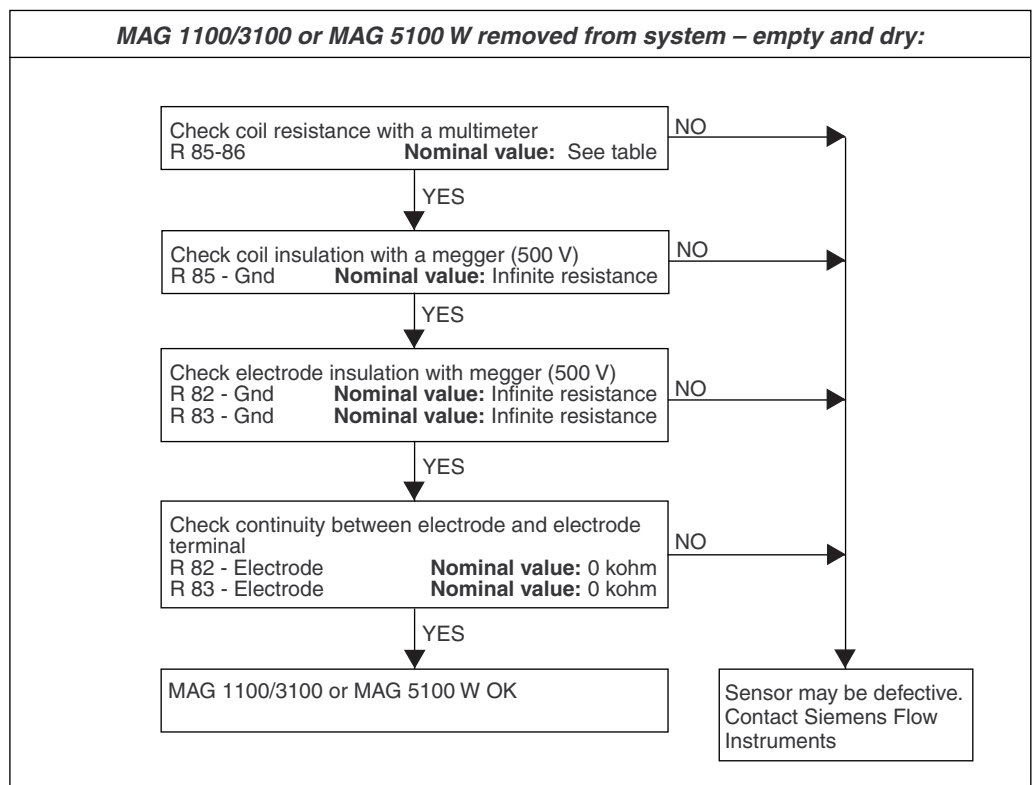 MAG 1100/3100 or MAG 5100 W removed from system – empty and dry:
Check coil resistance with a multimeter
R 85-86 Nominal value: See table
NO
YES
Check coil insulation with a megger (500 V)
R 85 - Gnd Nominal value: Infinite resistance
NO
YES
Check electrode insulation with megger (500 V)
R 82 - Gnd Nominal value: Infinite resistance
R 83 - Gnd Nominal value: Infinite resistance
NO
YES
Check continuity between electrode and electrode
terminal
R 82 - Electrode Nominal value: 0 kohm
R 83 - Electrode Nominal value: 0 kohm
NO
YES
MAG 1100/3100 or MAG 5100 W OK
Sensor may be defective.
Contact Siemens Flow
Instruments